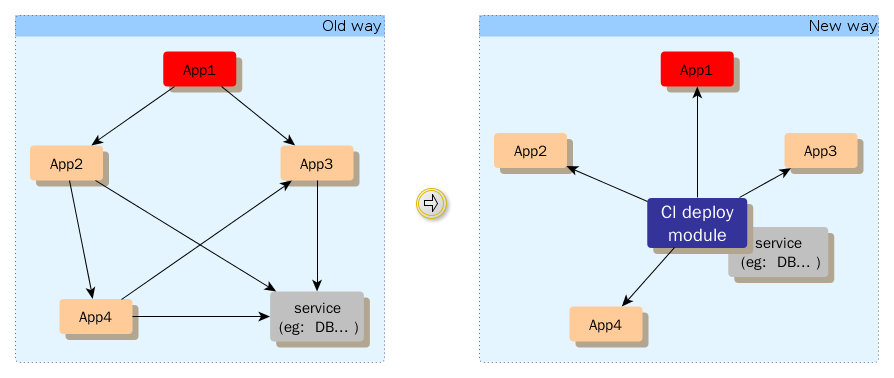 Old way
App1
App2
App3
App4
service
(eg: DB... )
New way
App1
App2
App3
CI deploy
module
service
(eg: DB... )
App4